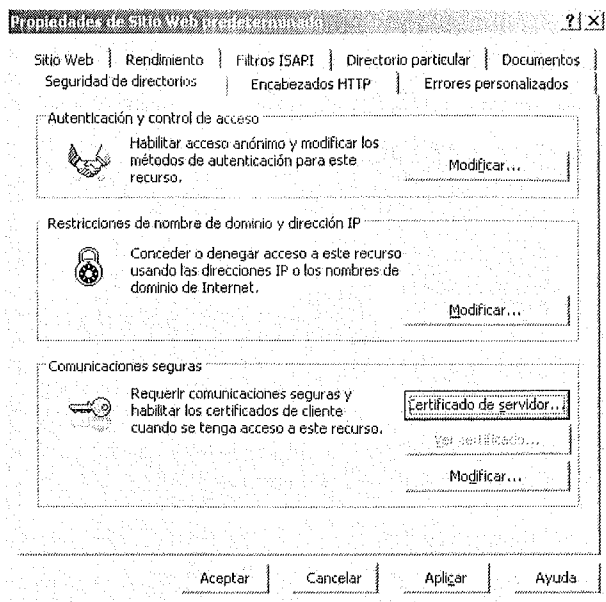 Propiedades de Sitio Web predeterminado ? ×
Sitio Web Rendimiento Filtros ISAPI Directorio particular Documentos
Seguridad de directorios Encabezados HTTP Errores personalizados
Autenticación y control de acceso
Habilitar acceso anónimo y modificar los
métodos de autenticación para este
recurso.
Modificar...
Restricciones de nombre de dominio y dirección IP
Conceder o denegar acceso a este recurso
usando las direcciones IP o los nombres de
dominio de Internet.
Modificar...
Comunicaciones seguras
Requerir comunicaciones seguras y
habilitar los certificados de cliente
cuando se tenga acceso a este recurso.
Certificado de servidor...
Ver certificado...
Modificar...
Aceptar Cancelar Aplicar Ayuda